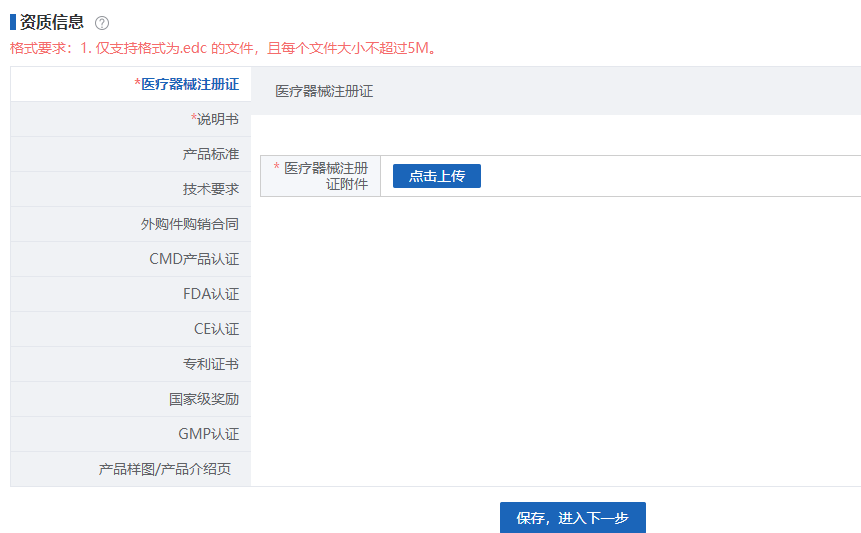 资质信息 ?
格式要求：1. 仅支持格式为.edc 的文件，且每个文件大小不超过5M。
*医疗器械注册证
医疗器械注册证
*说明书
产品标准
技术要求
外购件购销合同
CMD产品认证
FDA认证
CE认证
专利证书
国家级奖励
GMP认证
产品样图/产品介绍页
* 医疗器械注册
证附件
点击上传
保存，进入下一步